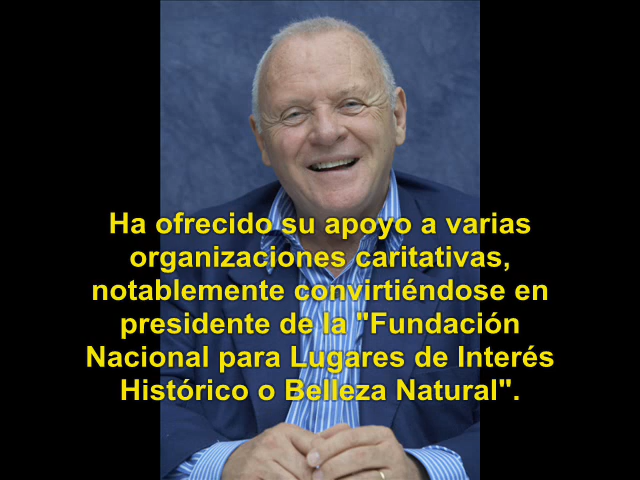 Ha ofrecido su apoyo a varias
organizaciones caritativas,
notablemente convirtiéndose en
presidente de la "Fundación
Nacional para Lugares de Interés
Histórico o Belleza Natural".